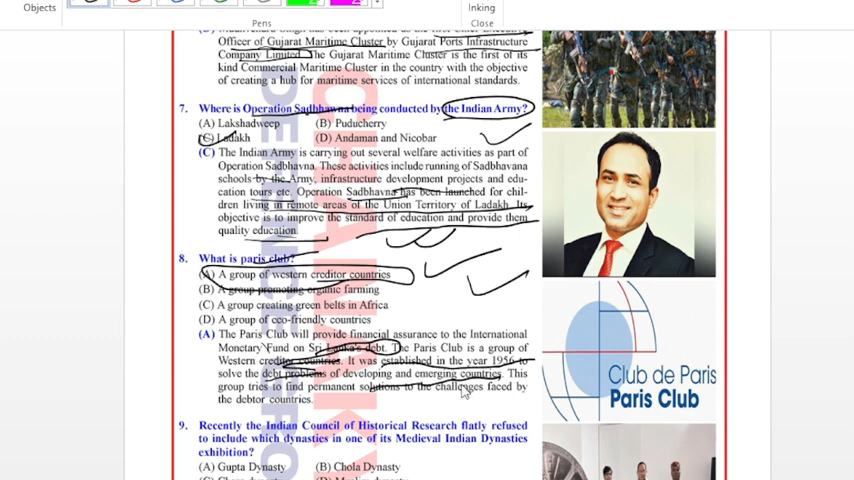 Objects
Pens
Inking
Close
Officer of Gujarat Maritime Cluster by Gujarat Ports Infrastructure
Company Limited. The Gujarat Maritime Cluster is the first of its
kind Commercial Maritime Cluster in the country with the objective
of creating a hub for maritime services of international standards.
7. Where is Operation Sadbhawna being conducted by the Indian Army?
(A) Lakshadweep (B) Puducherry
(C) Ladakh (D) Andaman and Nicobar
(C) The Indian Army is carrying out several welfare activities as part of
Operation Sadbhavna. These activities include running of Sadbhavana
schools by the Army, infrastructure development projects and edu-
cation tours etc. Operation Sadbhavna has been launched for chil-
dren living in remote areas of the Union Territory of Ladakh. Its
objective is to improve the standard of education and provide them
quality education
8. What is paris club?
(A) A group of western creditor countries
(B) A group promoting organic farming
(C) A group creating green belts in Africa
(D) A group of eco-friendly countries
(A) The Paris Club will provide financial assurance to the International
Monetary Fund on Sri Lanka's debt. The Paris Club is a group of
Western creditor countries. It was established in the year 1956 to
solve the debt problems of developing and emerging countries. This
group tries to find permanent solutions to the challenges faced by
the debtor countries.
Club de Paris
Paris Club
9. Recently the Indian Council of Historical Research flatly refused
to include which dynasties in one of its Medieval Indian Dynasties
exhibition?
(A) Gupta Dynasty (B) Chola Dynasty